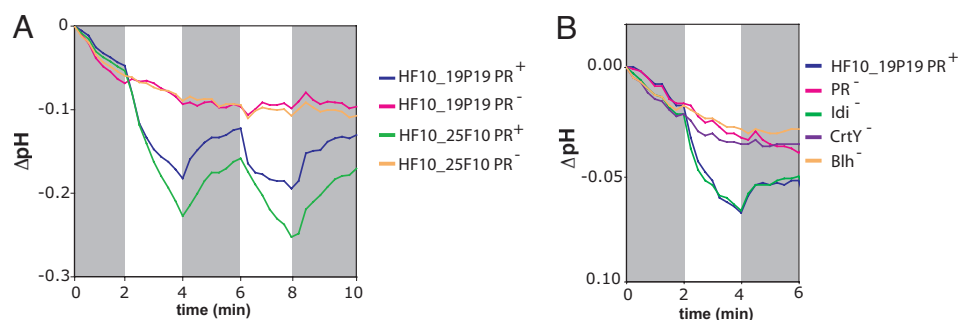 A
ΔpH
0
-0.1
-0.2
-0.3
0 2 4 6 8 10
time (min)
HF10_19P19 PR+
HF10_19P19 PR-
HF10_25F10 PR+
HF10_25F10 PR-
B
ΔpH
0.00
-0.05
0.10
0 2 4 6
time (min)
HF10_19P19 PR+
PR-
Idi-
CrtY-
Blh-